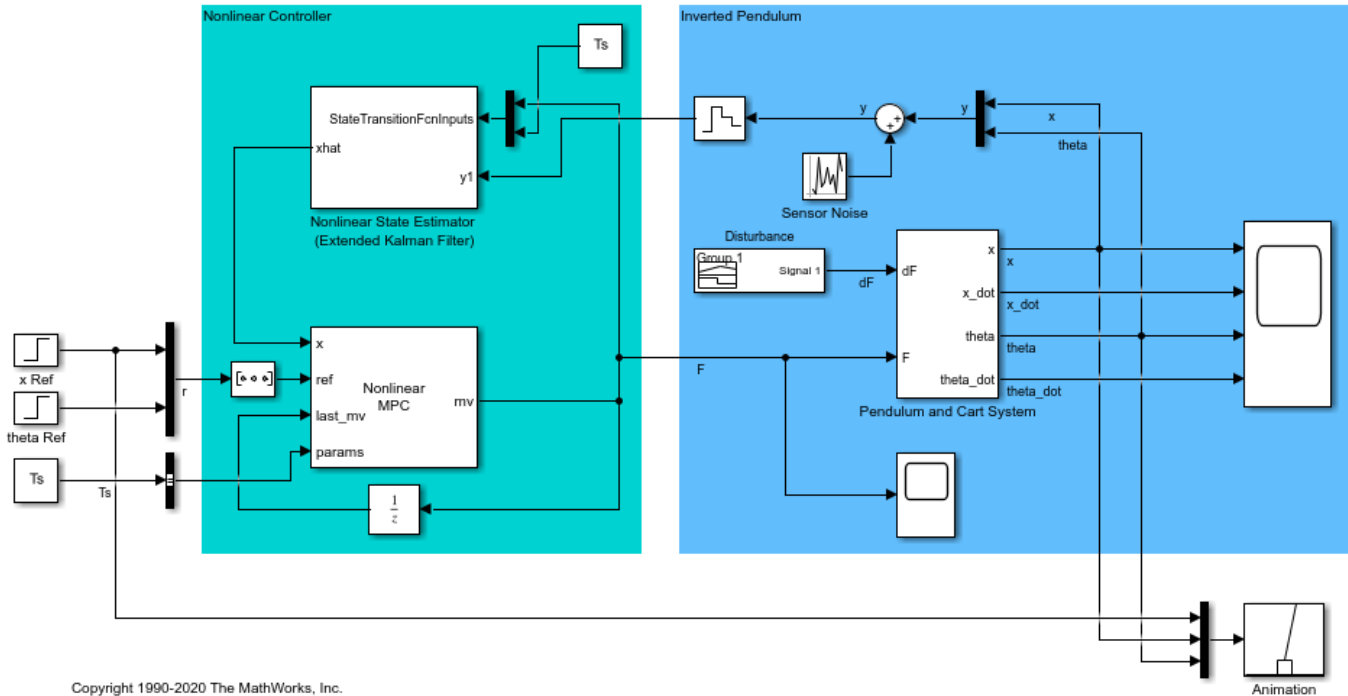 Nonlinear Controller
Ts
StateTransitionFcnInputs
xhat
y1
Nonlinear State Estimator
(Extended Kalman Filter)
x Ref
theta Ref
Ts
Ts
r
x
ref
last_mv
params
Nonlinear
MPC
mv
1
z
Inverted Pendulum
y
+
+
y
x
theta
Sensor Noise
Disturbance
Group 1
Signal 1
dF
dF
F
F
x
x_dot
theta
theta_dot
x
x_dot
theta
theta_dot
Pendulum and Cart System
Animation
Copyright 1990-2020 The MathWorks, Inc.